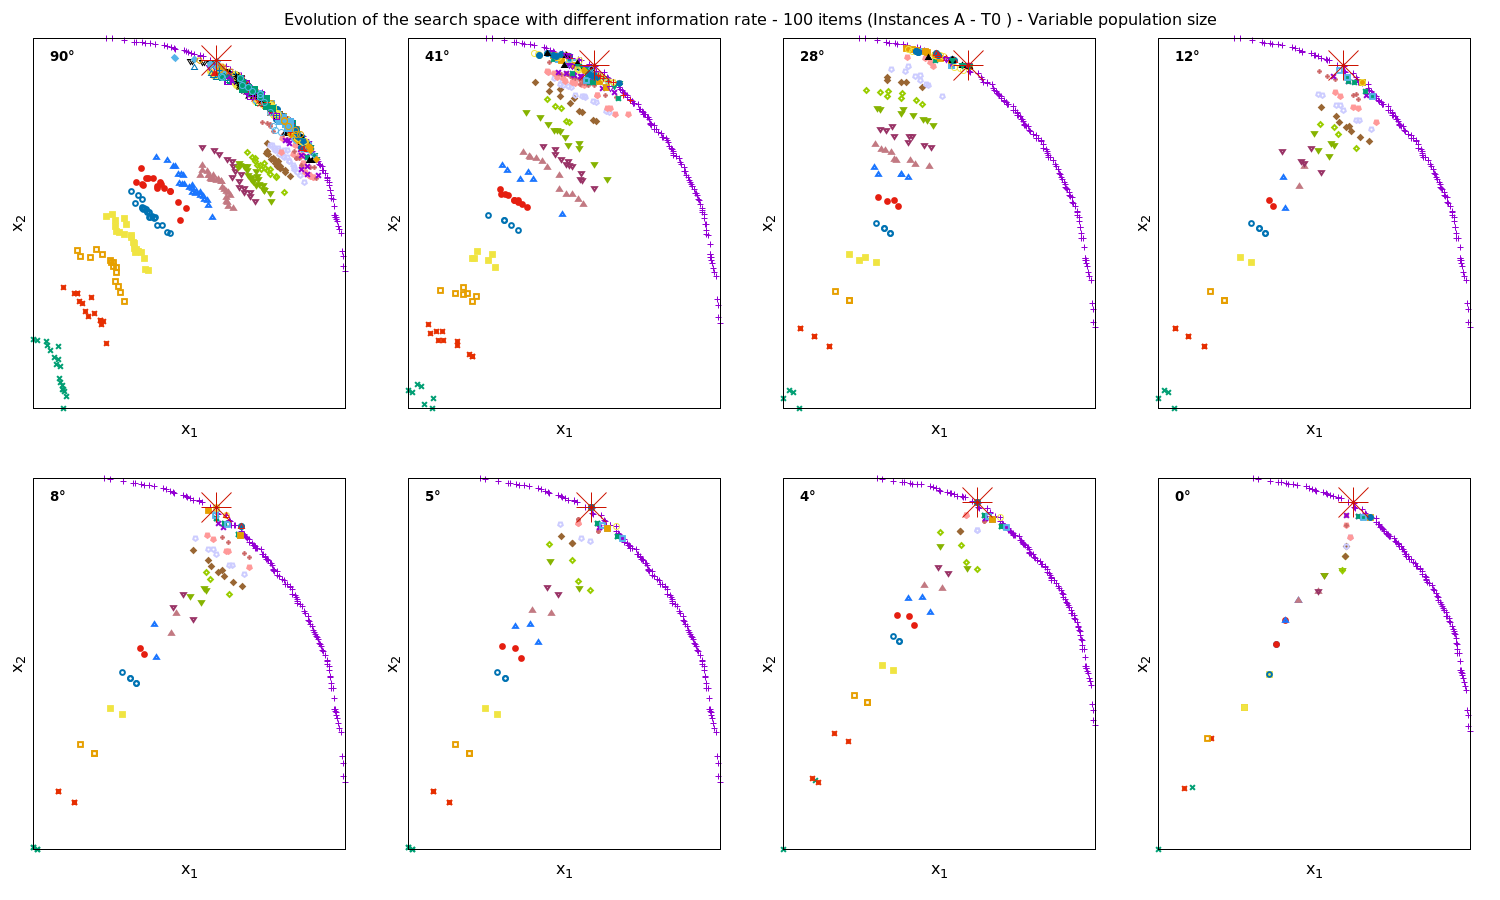 Evolution of the search space with different information rate - 100 items (Instances A - T0 ) - Variable population size
90°
41°
28°
12°
x2
x2
x2
x2
x1
x1
x1
x1
8°
5°
4°
0°
x2
x2
x2
x2
x1
x1
x1
x1